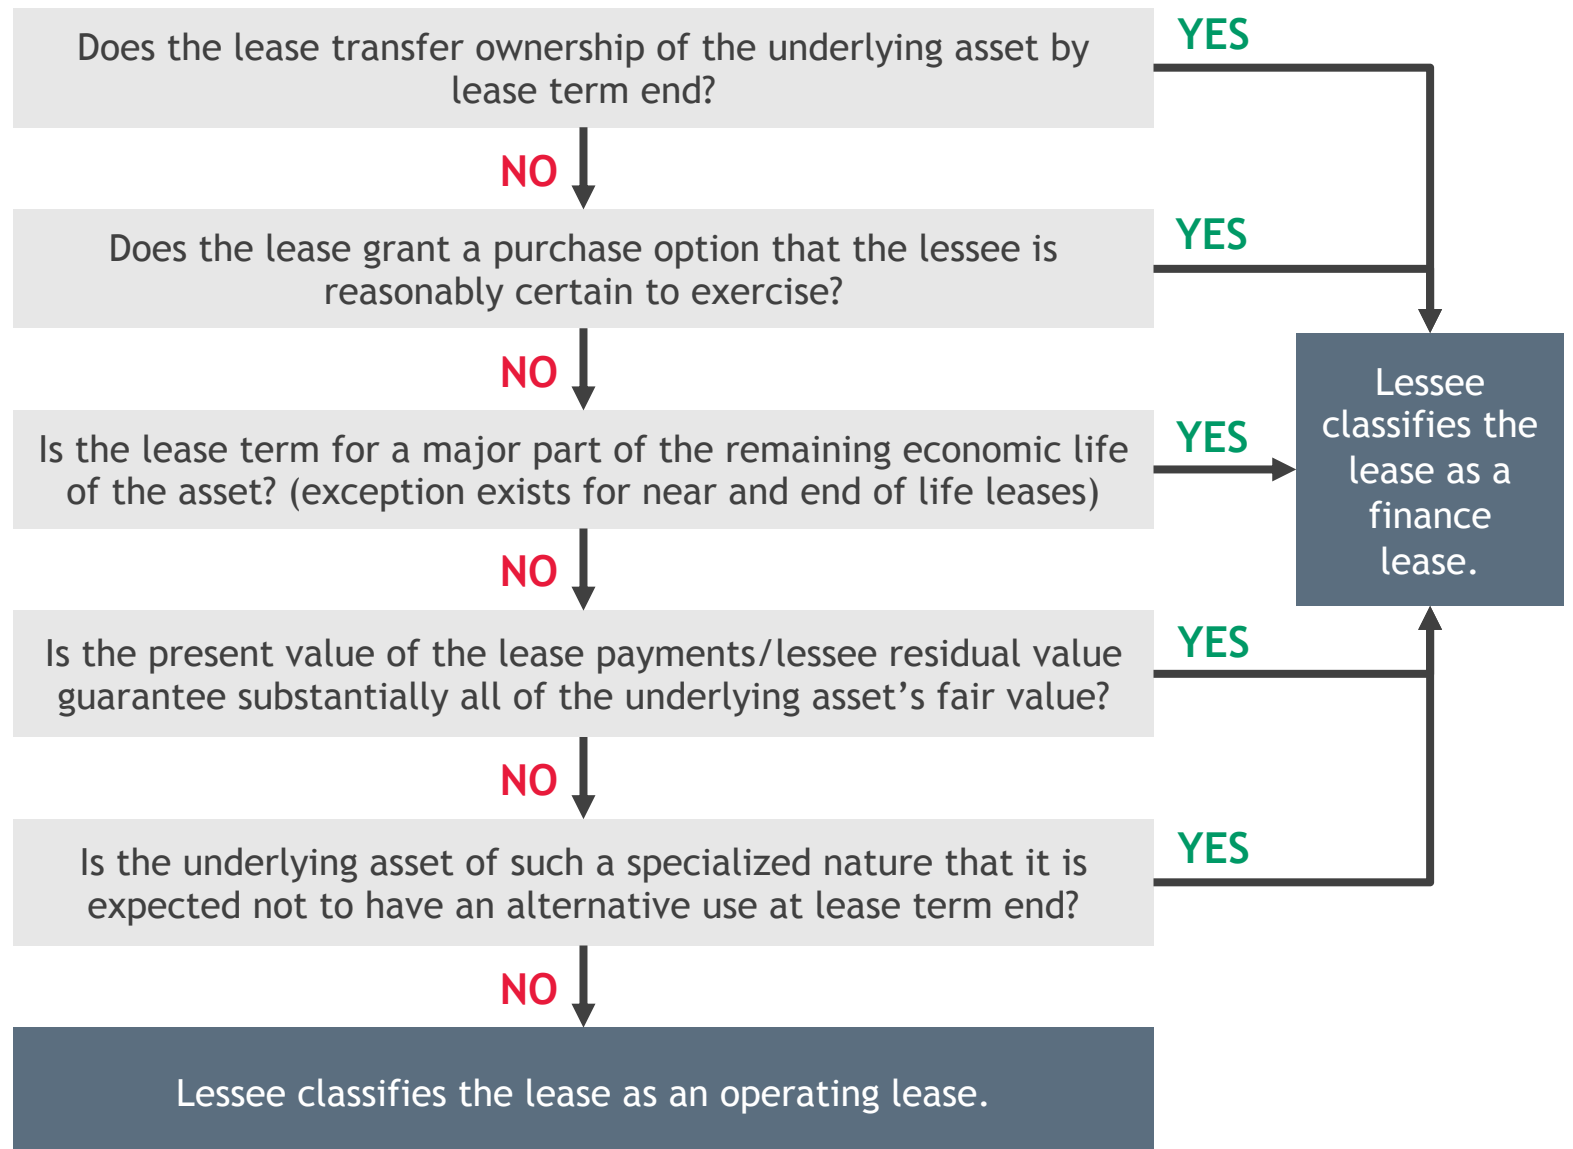 Does the lease transfer ownership of the underlying asset by
lease term end?
YES
NO
Does the lease grant a purchase option that the lessee is
reasonably certain to exercise?
YES
NO
Is the lease term for a major part of the remaining economic life
of the asset? (exception exists for near and end of life leases)
YES
Lessee
classifies the
lease as a
finance
lease.
NO
Is the present value of the lease payments/lessee residual value
guarantee substantially all of the underlying asset’s fair value?
YES
NO
Is the underlying asset of such a specialized nature that it is
expected not to have an alternative use at lease term end?
YES
NO
Lessee classifies the lease as an operating lease.